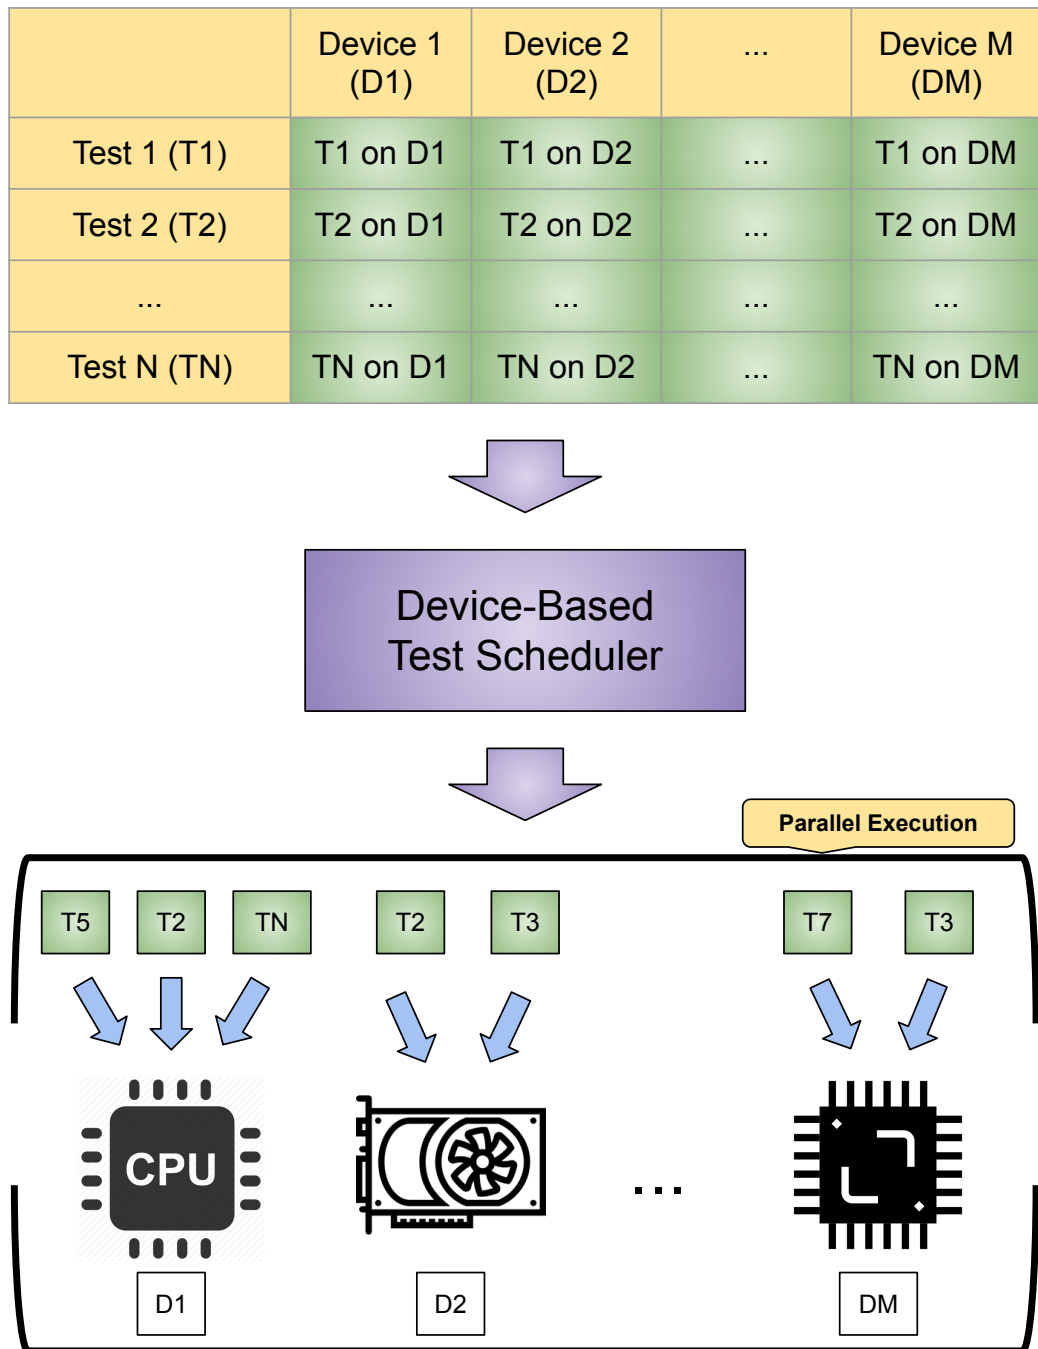 Device 1
(D1)
Device 2
(D2)
...
Device M
(DM)
Test 1 (T1)
T1 on D1
T1 on D2
...
T1 on DM
Test 2 (T2)
T2 on D1
T2 on D2
...
T2 on DM
...
...
...
...
...
Test N (TN)
TN on D1
TN on D2
...
TN on DM
Device-Based
Test Scheduler
Parallel Execution
T5
T2
TN
T2
T3
T7
T3
CPU
...
D1
D2
DM